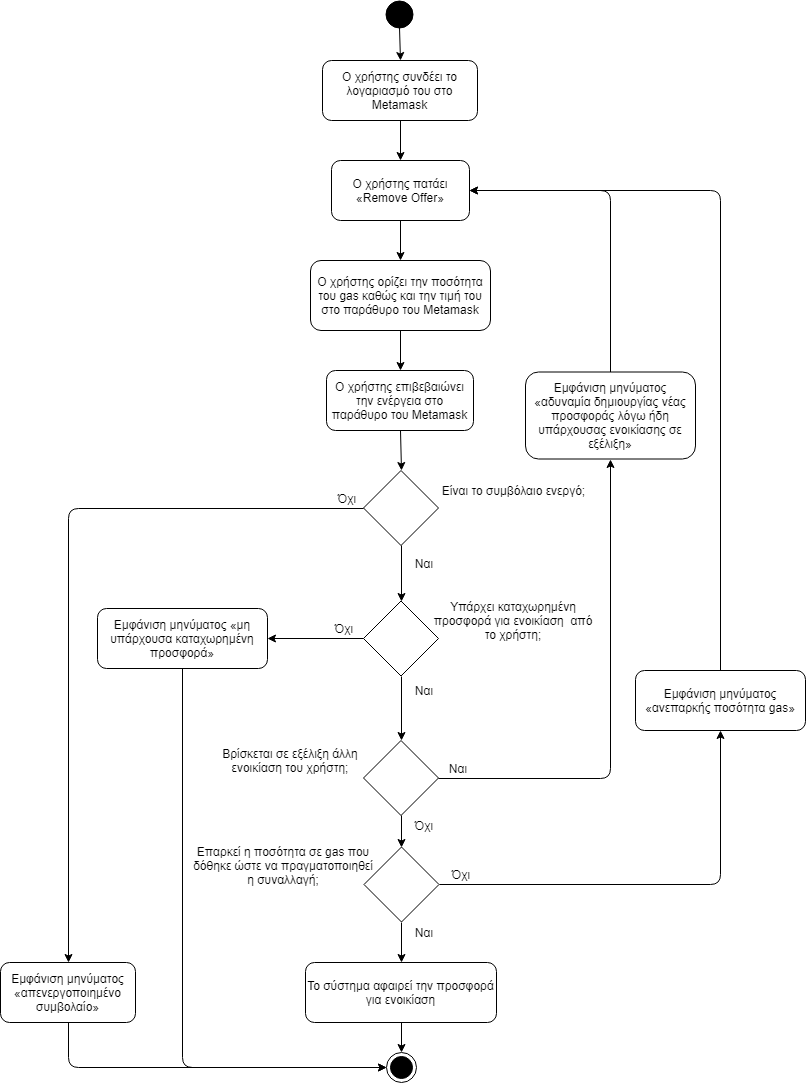 Ο χρήστης συνδέει το
λογαριασμό του στο
Metamask
Ο χρήστης πατάει
«Remove Offer»
Ο χρήστης ορίζει την ποσότητα
του gas καθώς και την τιμή του
στο παράθυρο του Metamask
Ο χρήστης επιβεβαιώνει
την ενέργεια στο
παράθυρο του Metamask
Εμφάνιση μηνύματος
«αδυναμία δημιουργίας νέας
προσφοράς λόγω ήδη
υπάρχουσας ενοικίασης σε
εξέλιξη»
Όχι
Είναι το συμβόλαιο ενεργό;
Ναι
Εμφάνιση μηνύματος «μη
υπάρχουσα καταχωρημένη
προσφορά»
Όχι
Υπάρχει καταχωρημένη
προσφορά για ενοικίαση από
το χρήστη;
Ναι
Εμφάνιση μηνύματος
«ανεπαρκής ποσότητα gas»
Βρίσκεται σε εξέλιξη άλλη
ενοικίαση του χρήστη;
Ναι
Όχι
Επαρκεί η ποσότητα σε gas που
δόθηκε ώστε να πραγματοποιηθεί
η συναλλαγή;
Όχι
Ναι
Εμφάνιση μηνύματος
«απενεργοποιημένο
συμβολαίο»
Το σύστημα αφαιρεί την προσφορά
για ενοικίαση